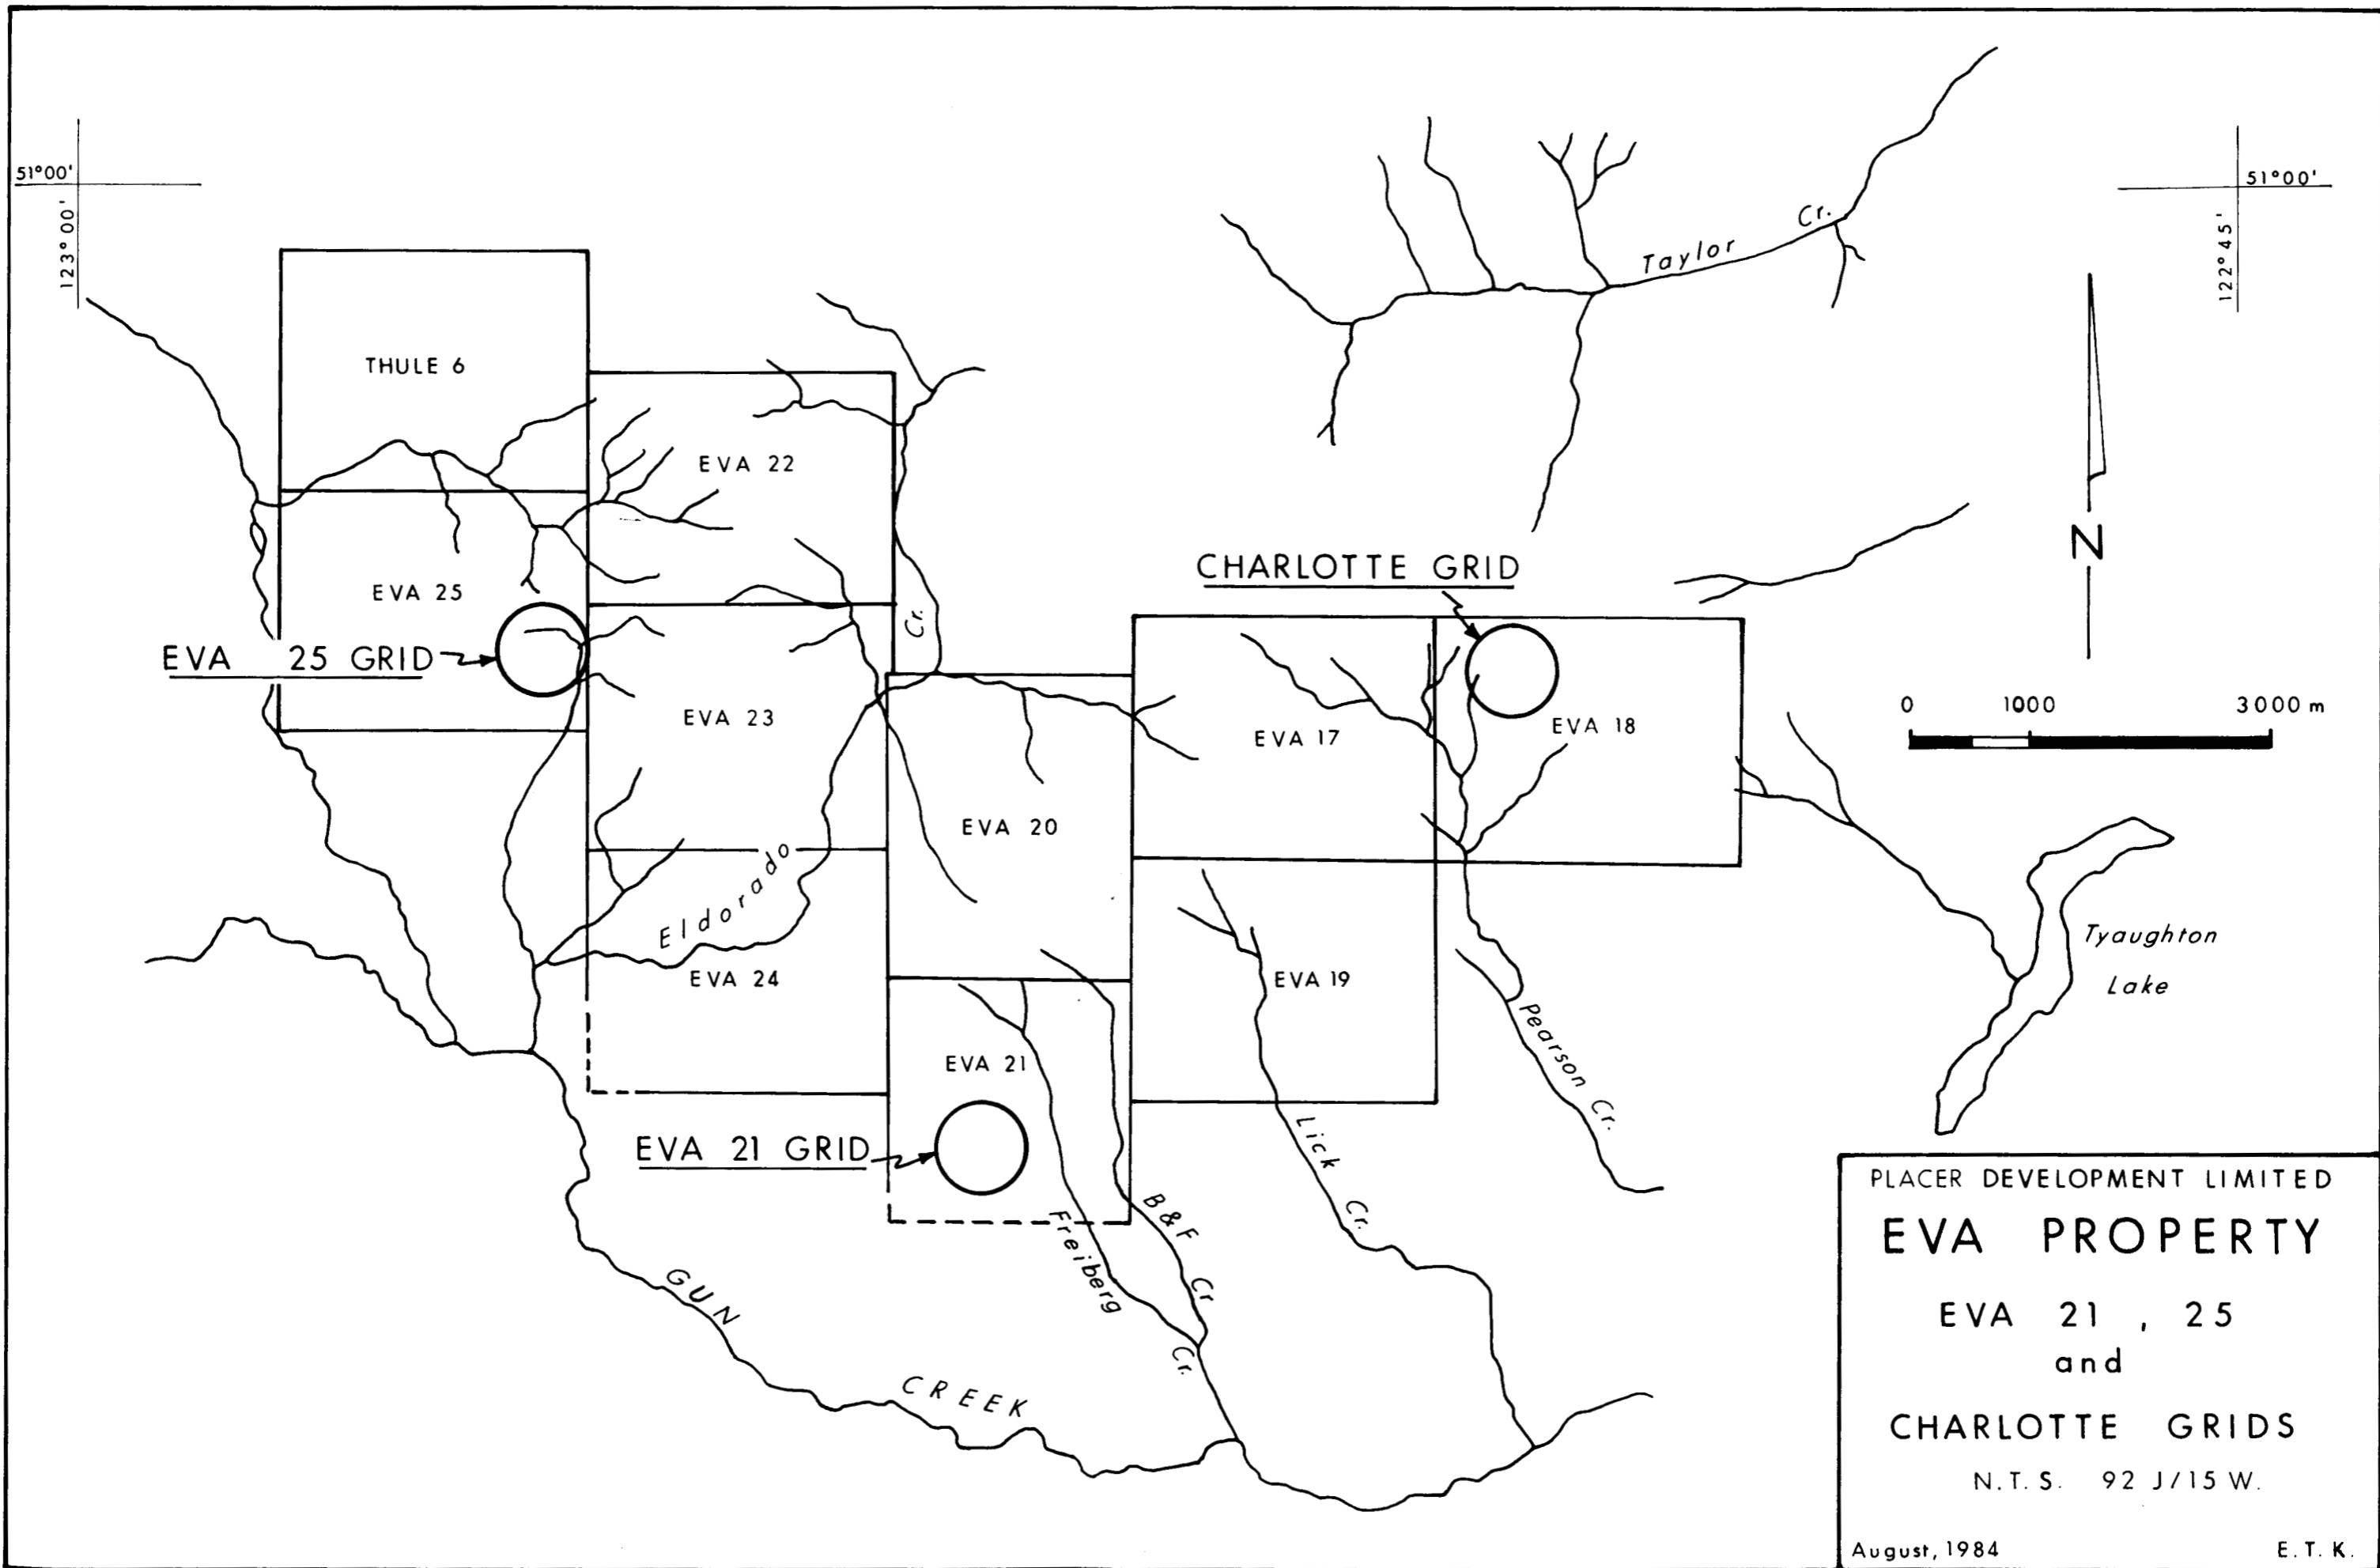 51°00'
123° 00'
51°00'
122° 45'
Taylor Cr.
THULE 6
EVA 22
EVA 25
Cr.
CHARLOTTE GRID
N
EVA 25 GRID
EVA 23
EVA 17
EVA 18
0 1000 3000 m
EVA 20
Eldorado
EVA 24
EVA 19
Tyaughton
Lake
Pearson Cr.
EVA 21
EVA 21 GRID
Lick Cr.
B & F Cr
Freiberg Cr.
GUN CREEK
PLACER DEVELOPMENT LIMITED
EVA PROPERTY
EVA 21 , 25
and
CHARLOTTE GRIDS
N.T.S. 92 J/15 W.
August, 1984 E.T.K.